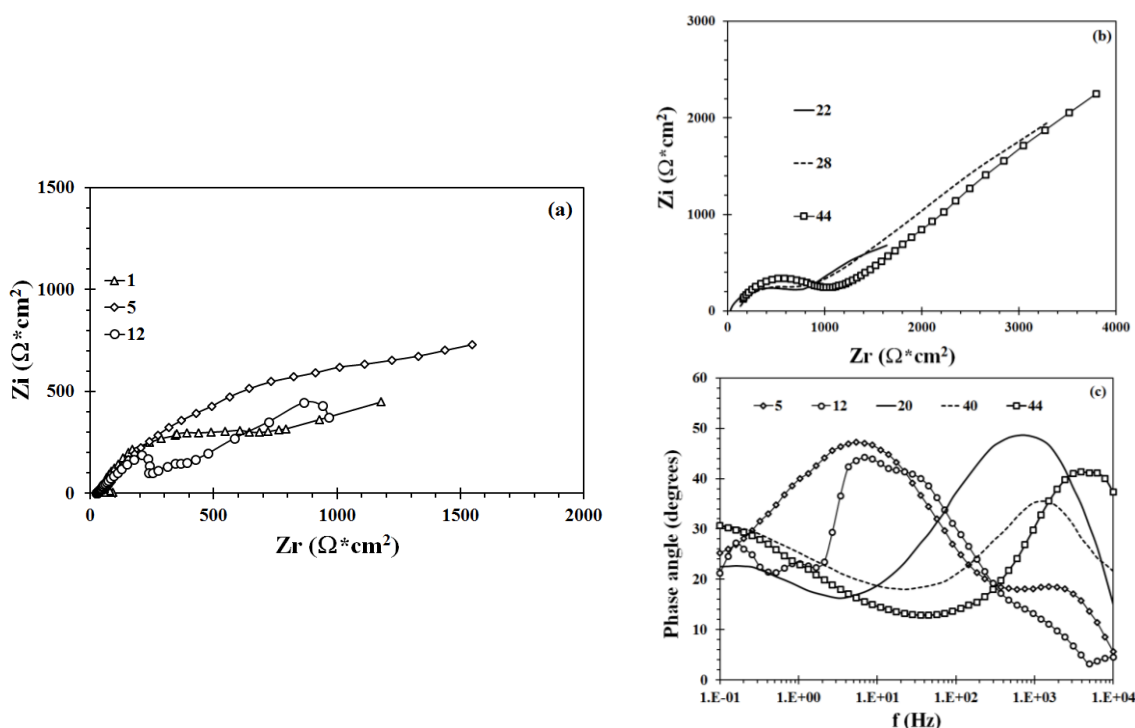 (a)
1500
1000
500
0
Zi (Ω*cm²)
1
5
12
0 500 1000 1500 2000
Zr (Ω*cm²)
(b)
3000
2000
1000
0
Zi (Ω*cm²)
22
28
44
0 1000 2000 3000 4000
Zr (Ω*cm²)
(c)
5 12 20 40 44
60
50
40
30
20
10
0
Phase angle (degrees)
1.E-01 1.E+00 1.E+01 1.E+02 1.E+03 1.E+04
f (Hz)